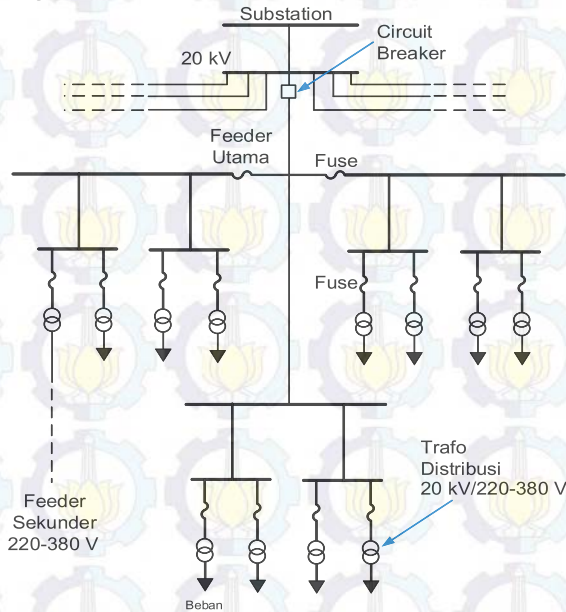 Substation
20 kV
Circuit
Breaker
Feeder
Utama
Fuse
Fuse
Feeder
Sekunder
220-380 V
Trafo
Distribusi
20 kV/220-380 V
Beban